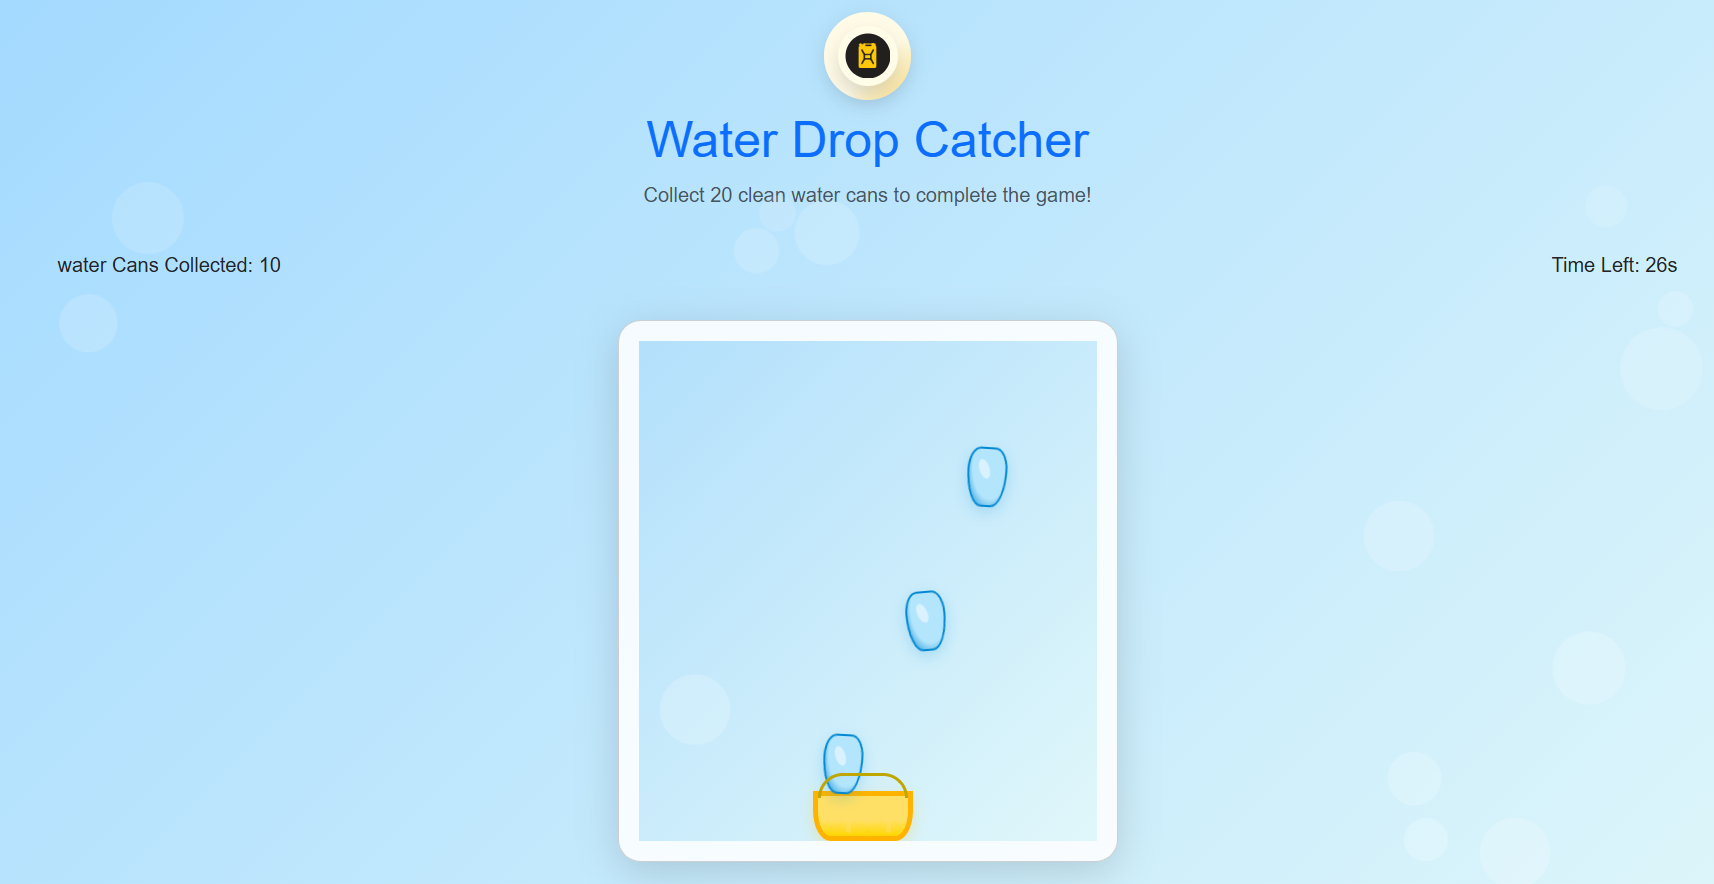 Water Drop Catcher
Collect 20 clean water cans to complete the game!
water Cans Collected: 10
Time Left: 26s